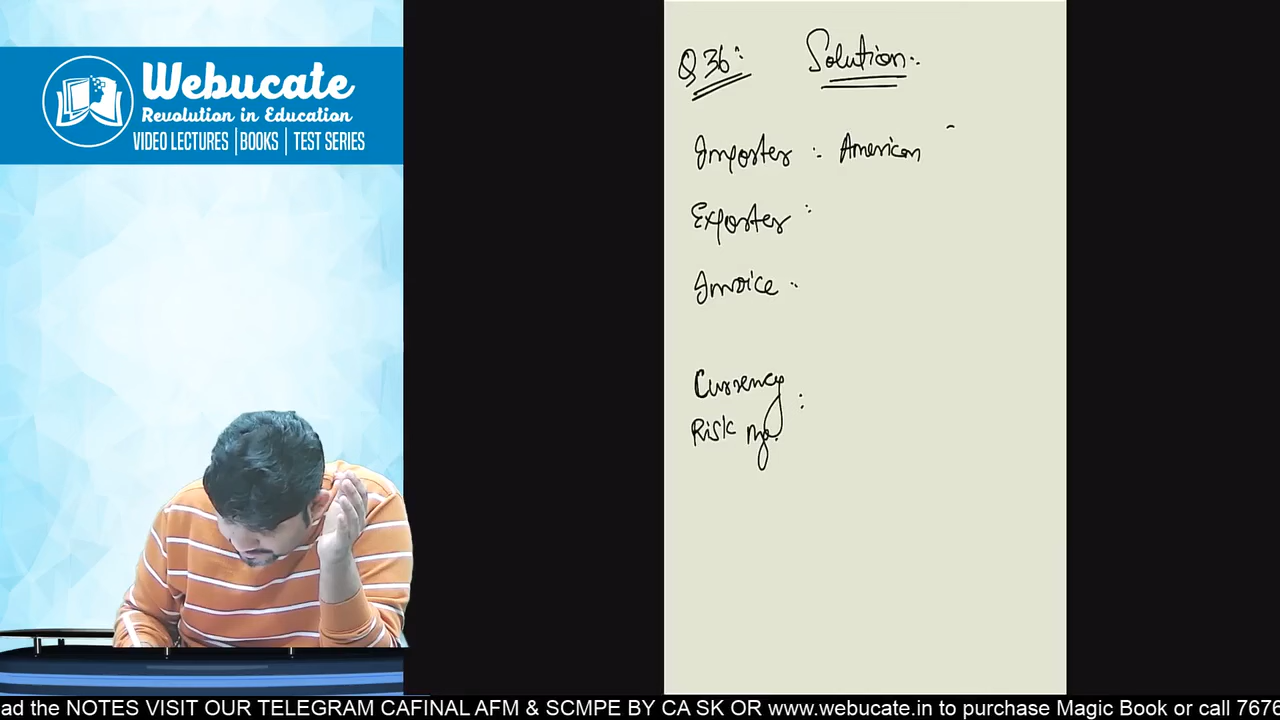 Webucate
Revolution in Education
VIDEO LECTURES | BOOKS | TEST SERIES
Q 36: Solution:
Importer : American
Exporter :
Invoice :
Currency :
Risk
ad the NOTES VISIT OUR TELEGRAM CAFINAL AFM & SCMPE BY CA SK OR www.webucate.in to purchase Magic Book or call 7676